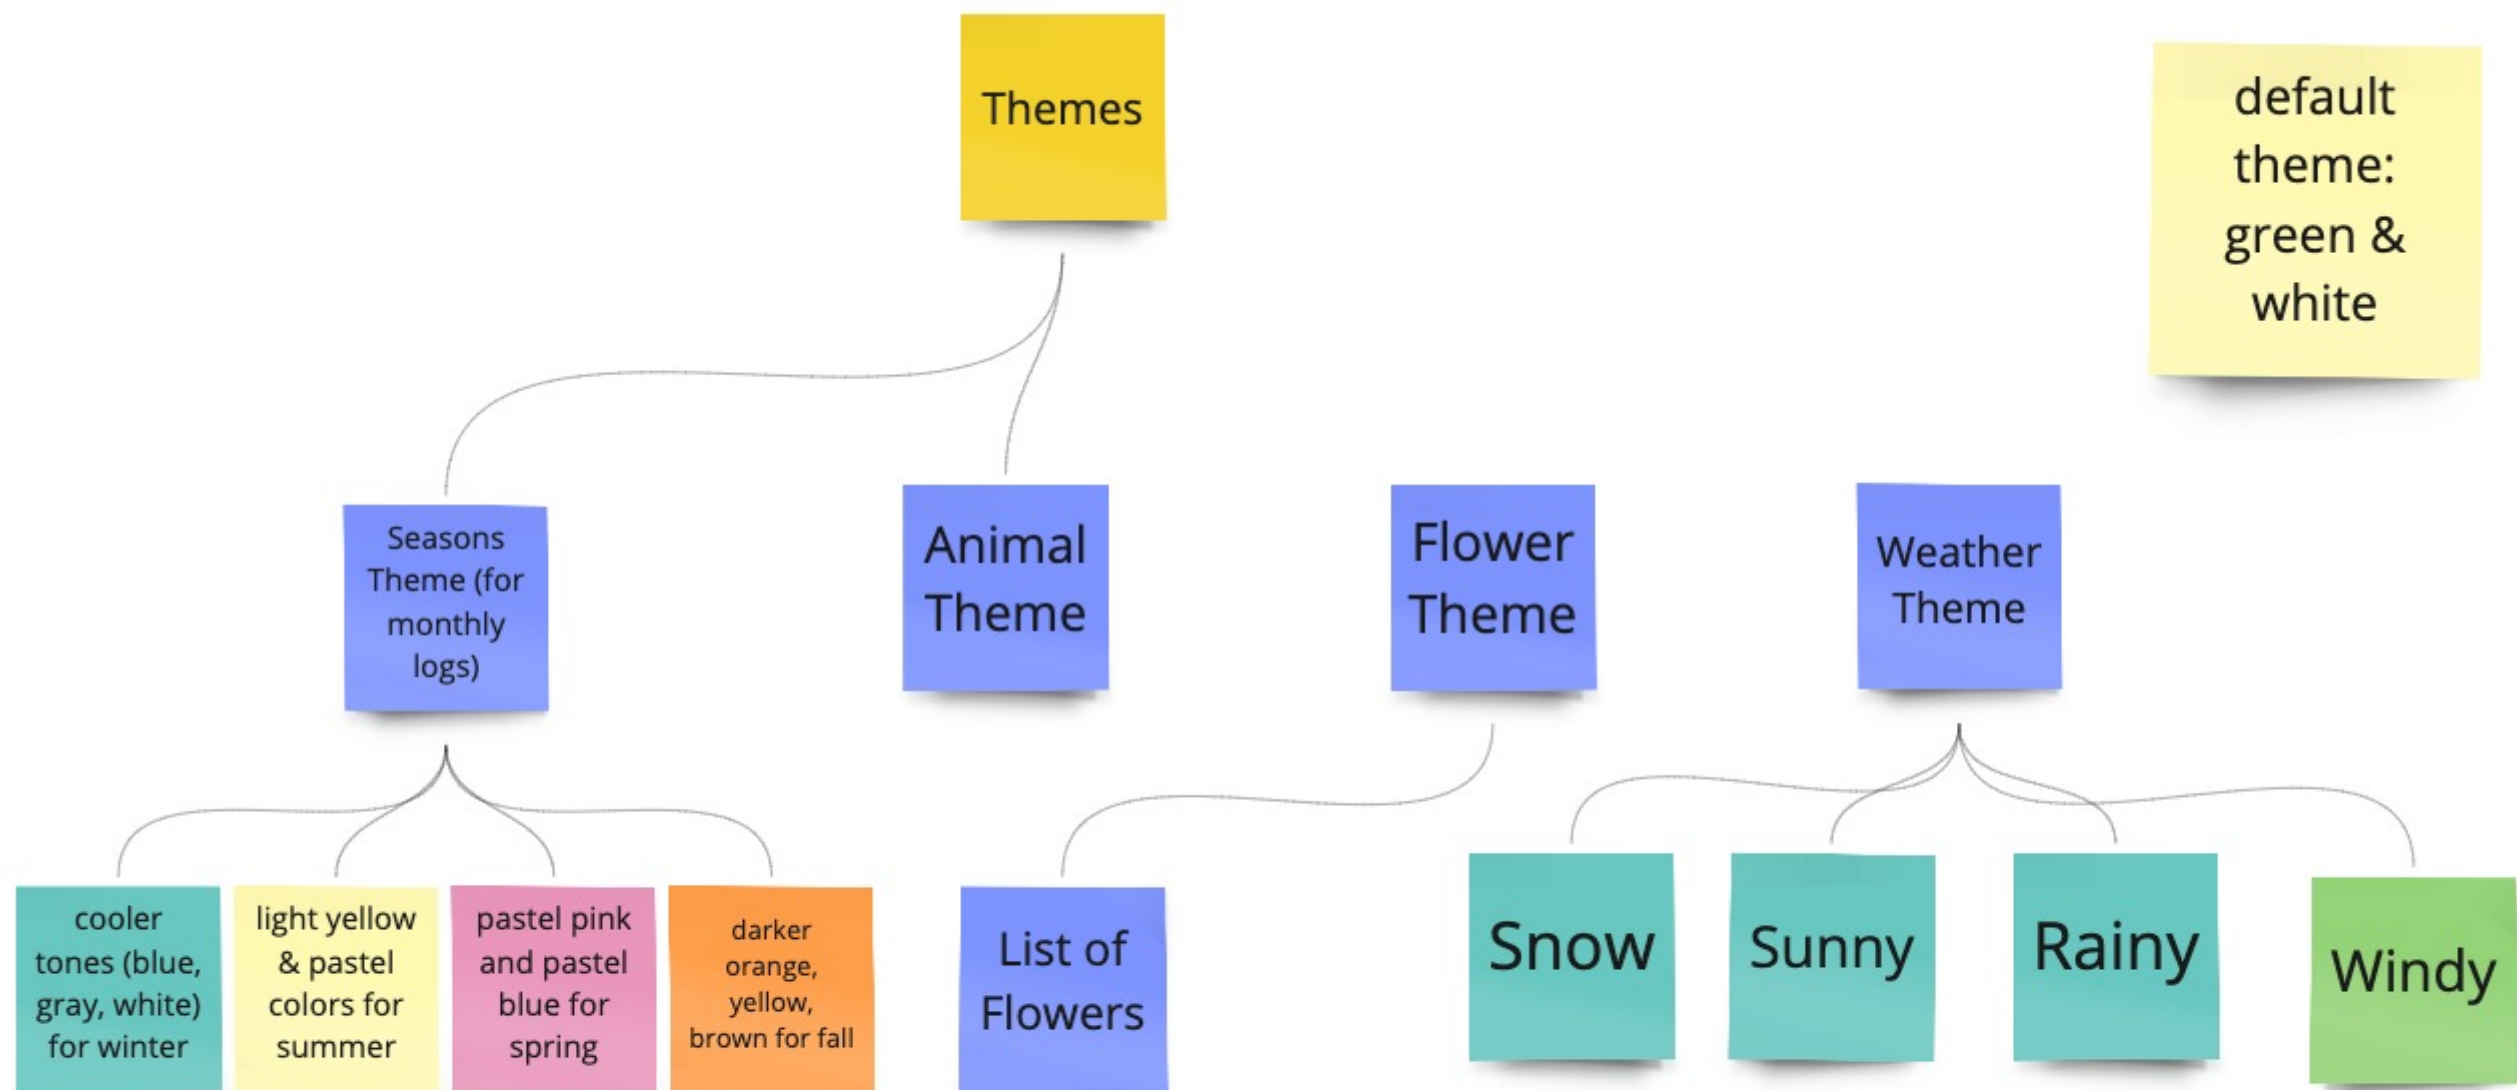 Themes
default
theme:
green &
white
Seasons
Theme (for
monthly
logs)
Animal
Theme
Flower
Theme
Weather
Theme
cooler
tones (blue,
gray, white)
for winter
light yellow
& pastel
colors for
summer
pastel pink
and pastel
blue for
spring
darker
orange,
yellow,
brown for fall
List of
Flowers
Snow
Sunny
Rainy
Windy